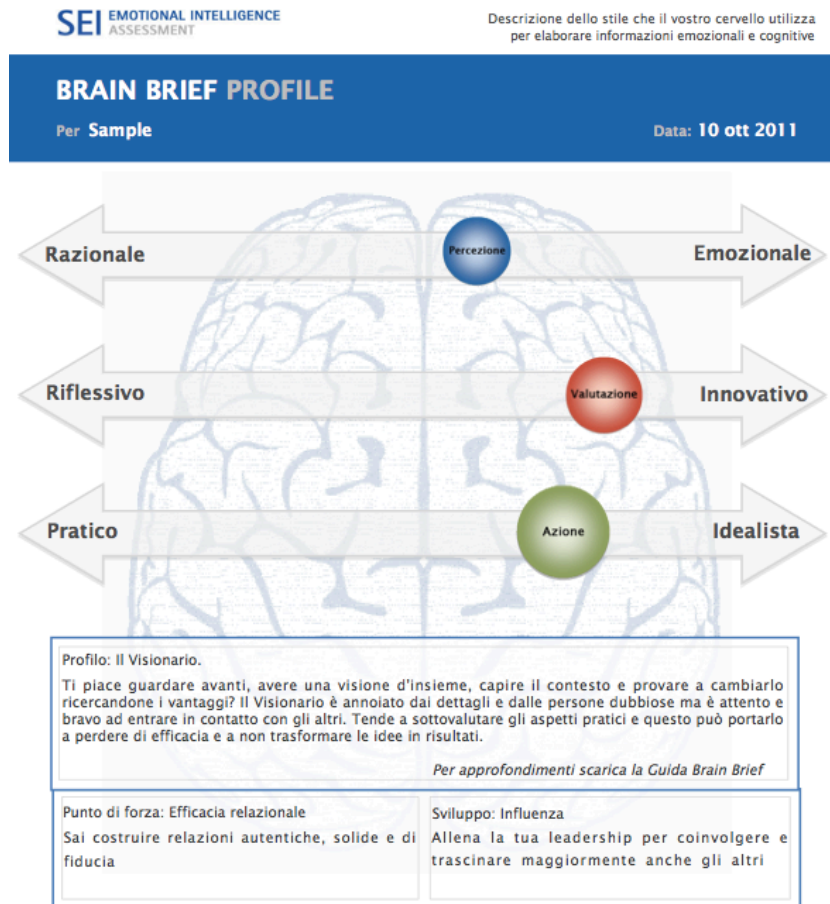 SEI EMOTIONAL INTELLIGENCE
ASSESSMENT
Descrizione dello stile che il vostro cervello utilizza
per elaborare informazioni emozionali e cognitive
BRAIN BRIEF PROFILE
Per Sample
Data: 10 ott 2011
Razionale
Percezione
Emozionale
Riflessivo
Valutazione
Innovativo
Pratico
Azione
Idealista
Profilo: Il Visionario.
Ti piace guardare avanti, avere una visione d'insieme, capire il contesto e provare a cambiarlo
ricercandone i vantaggi? Il Visionario è annoiato dai dettagli e dalle persone dubbiose ma è attento e
bravo ad entrare in contatto con gli altri. Tende a sottovalutare gli aspetti pratici e questo può portarlo
a perdere di efficacia e a non trasformare le idee in risultati.
Per approfondimenti scarica la Guida Brain Brief
Punto di forza: Efficacia relazionale
Sai costruire relazioni autentiche, solide e di
fiducia
Sviluppo: Influenza
Allena la tua leadership per coinvolgere e
trascinare maggiormente anche gli altri